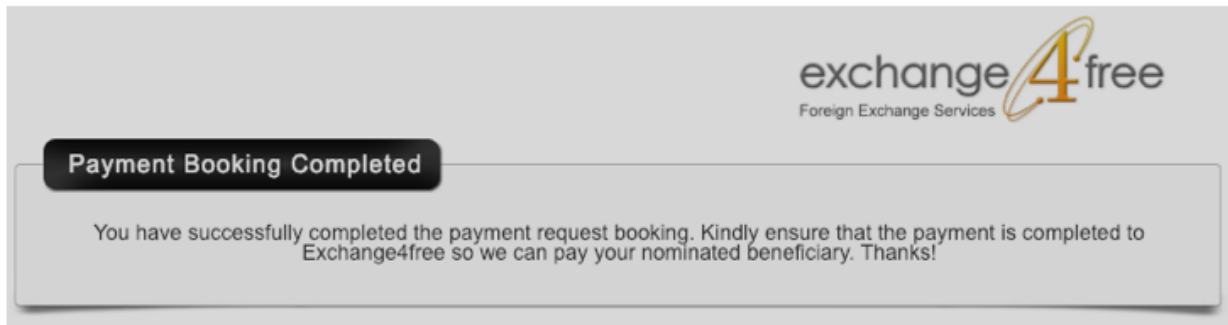 exchange4free
Foreign Exchange Services
Payment Booking Completed
You have successfully completed the payment request booking. Kindly ensure that the payment is completed to
Exchange4free so we can pay your nominated beneficiary. Thanks!